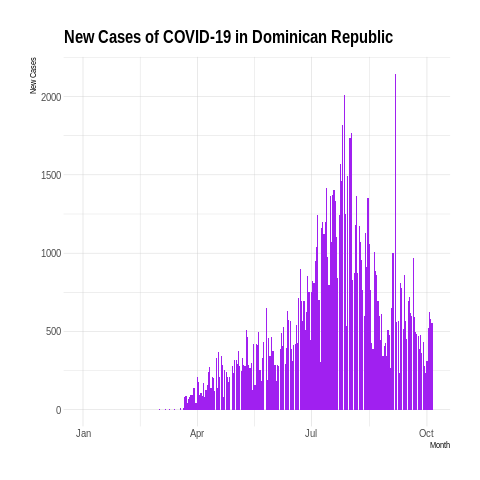 New Cases of COVID-19 in Dominican Republic
New Cases
2000
1500
1000
500
0
Jan Apr Jul Oct
Month